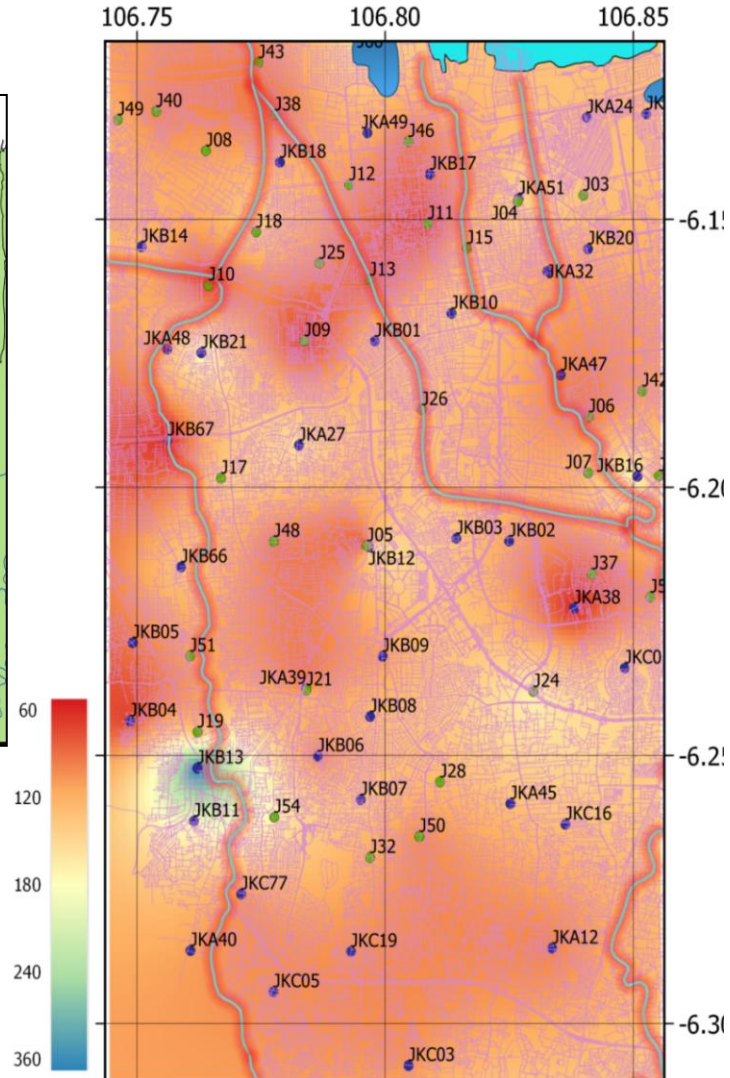 106.75 106.80 106.85
J43
J49 J40 J38 JKA49 J46 JKA24
J08 JKB18 J12 JKB17 JKA51 J03
J18 J11 J04 -6.15
JKB14 J25 J13 J15 JKB20
J10 JKA32
JKB10
JKA48 JKB21 J09 JKB01
JKA47
J26 J06 J42
JKB67 JKA27
J17 J07 JKB16
-6.20
J48 J05 JKB03 JKB02
JKB12
JKB66 J37
JKA38
JKB05 J51 JKB09
JKA39 J21 J24
JKB04 J19 JKB08
JKB06 -6.25
JKB13
JKB11 J54 JKB07 J28 JKA45
JKC16
J50
J32
JKC77
JKA40 JKC19 JKA12
JKC05
-6.30
JKC03
60
120
180
240
360